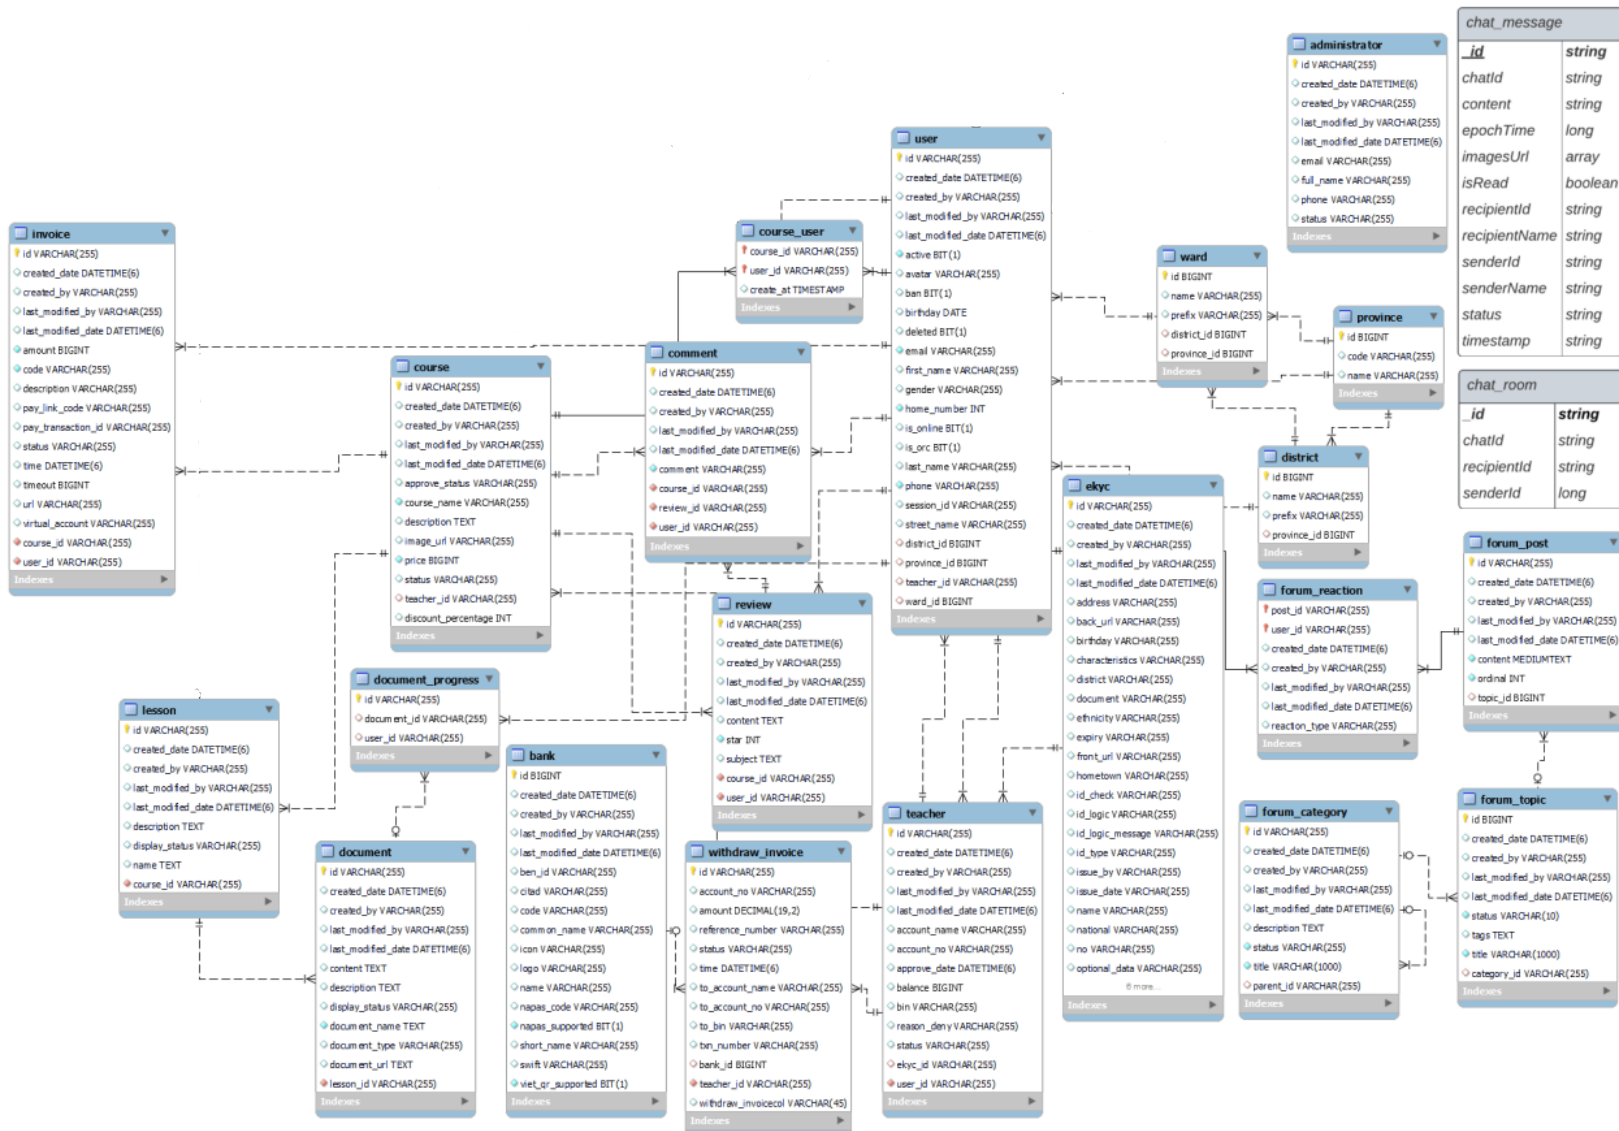 chat_message
_id string
chatId string
content string
epochTime long
imagesUrl array
isRead boolean
recipientId string
recipientName string
senderId string
senderName string
status string
timestamp string
chat_room
_id string
chatId string
recipientId string
senderId long
administrator
id VARCHAR(255)
created_date DATETIME(6)
created_by VARCHAR(255)
last_modified_by VARCHAR(255)
last_modified_date DATETIME(6)
email VARCHAR(255)
full_name VARCHAR(255)
phone VARCHAR(255)
status VARCHAR(255)
Indexes
user
id VARCHAR(255)
created_date DATETIME(6)
created_by VARCHAR(255)
last_modified_by VARCHAR(255)
last_modified_date DATETIME(6)
active BIT(1)
avatar VARCHAR(255)
ban BIT(1)
birthday DATE
deleted BIT(1)
email VARCHAR(255)
first_name VARCHAR(255)
gender VARCHAR(255)
home_number INT
is_online BIT(1)
is_orc BIT(1)
last_name VARCHAR(255)
phone VARCHAR(255)
session_id VARCHAR(255)
street_name VARCHAR(255)
district_id BIGINT
province_id BIGINT
teacher_id VARCHAR(255)
ward_id BIGINT
Indexes
invoice
id VARCHAR(255)
created_date DATETIME(6)
created_by VARCHAR(255)
last_modified_by VARCHAR(255)
last_modified_date DATETIME(6)
amount BIGINT
code VARCHAR(255)
description VARCHAR(255)
pay_link_code VARCHAR(255)
pay_transaction_id VARCHAR(255)
status VARCHAR(255)
time DATETIME(6)
timeout BIGINT
url VARCHAR(255)
virtual_account VARCHAR(255)
course_id VARCHAR(255)
user_id VARCHAR(255)
Indexes
course_user
course_id VARCHAR(255)
user_id VARCHAR(255)
create_at TIMESTAMP
Indexes
ward
id BIGINT
name VARCHAR(255)
prefix VARCHAR(255)
district_id BIGINT
province_id BIGINT
Indexes
province
id BIGINT
code VARCHAR(255)
name VARCHAR(255)
Indexes
course
id VARCHAR(255)
created_date DATETIME(6)
created_by VARCHAR(255)
last_modified_by VARCHAR(255)
last_modified_date DATETIME(6)
approve_status VARCHAR(255)
course_name VARCHAR(255)
description TEXT
image_url VARCHAR(255)
price BIGINT
status VARCHAR(255)
teacher_id VARCHAR(255)
discount_percentage INT
Indexes
comment
id VARCHAR(255)
created_date DATETIME(6)
created_by VARCHAR(255)
last_modified_by VARCHAR(255)
last_modified_date DATETIME(6)
comment VARCHAR(255)
course_id VARCHAR(255)
review_id VARCHAR(255)
user_id VARCHAR(255)
Indexes
district
id BIGINT
name VARCHAR(255)
prefix VARCHAR(255)
province_id BIGINT
Indexes
ekyc
id VARCHAR(255)
created_date DATETIME(6)
created_by VARCHAR(255)
last_modified_by VARCHAR(255)
last_modified_date DATETIME(6)
address VARCHAR(255)
back_url VARCHAR(255)
birthday VARCHAR(255)
characteristics VARCHAR(255)
district VARCHAR(255)
document VARCHAR(255)
ethnicity VARCHAR(255)
expiry VARCHAR(255)
front_url VARCHAR(255)
hometown VARCHAR(255)
id_check VARCHAR(255)
id_logic VARCHAR(255)
id_logic_message VARCHAR(255)
id_type VARCHAR(255)
issue_by VARCHAR(255)
issue_date VARCHAR(255)
name VARCHAR(255)
national VARCHAR(255)
no VARCHAR(255)
optional_data VARCHAR(255)
6 more...
Indexes
forum_post
id VARCHAR(255)
created_date DATETIME(6)
created_by VARCHAR(255)
last_modified_by VARCHAR(255)
last_modified_date DATETIME(6)
content MEDIUMTEXT
ordinal INT
topic_id BIGINT
Indexes
forum_reaction
post_id VARCHAR(255)
user_id VARCHAR(255)
created_date DATETIME(6)
created_by VARCHAR(255)
last_modified_by VARCHAR(255)
last_modified_date DATETIME(6)
reaction_type VARCHAR(255)
Indexes
review
id VARCHAR(255)
created_date DATETIME(6)
created_by VARCHAR(255)
last_modified_by VARCHAR(255)
last_modified_date DATETIME(6)
content TEXT
star INT
subject TEXT
course_id VARCHAR(255)
user_id VARCHAR(255)
Indexes
document_progress
id VARCHAR(255)
document_id VARCHAR(255)
user_id VARCHAR(255)
Indexes
lesson
id VARCHAR(255)
created_date DATETIME(6)
created_by VARCHAR(255)
last_modified_by VARCHAR(255)
last_modified_date DATETIME(6)
description TEXT
display_status VARCHAR(255)
name TEXT
course_id VARCHAR(255)
Indexes
bank
id BIGINT
created_date DATETIME(6)
created_by VARCHAR(255)
last_modified_by VARCHAR(255)
last_modified_date DATETIME(6)
ben_id VARCHAR(255)
citad VARCHAR(255)
code VARCHAR(255)
common_name VARCHAR(255)
icon VARCHAR(255)
logo VARCHAR(255)
name VARCHAR(255)
napas_code VARCHAR(255)
napas_supported BIT(1)
short_name VARCHAR(255)
swift VARCHAR(255)
viet_qr_supported BIT(1)
Indexes
document
id VARCHAR(255)
created_date DATETIME(6)
created_by VARCHAR(255)
last_modified_by VARCHAR(255)
last_modified_date DATETIME(6)
content TEXT
description TEXT
display_status VARCHAR(255)
document_name TEXT
document_type VARCHAR(255)
document_url TEXT
lesson_id VARCHAR(255)
Indexes
withdraw_invoice
id VARCHAR(255)
account_no VARCHAR(255)
amount DECIMAL(19,2)
reference_number VARCHAR(255)
status VARCHAR(255)
time DATETIME(6)
to_account_name VARCHAR(255)
to_account_no VARCHAR(255)
to_bin VARCHAR(255)
txn_number VARCHAR(255)
bank_id BIGINT
teacher_id VARCHAR(255)
withdraw_invoicecol VARCHAR(45)
Indexes
teacher
id VARCHAR(255)
created_date DATETIME(6)
created_by VARCHAR(255)
last_modified_by VARCHAR(255)
last_modified_date DATETIME(6)
account_name VARCHAR(255)
account_no VARCHAR(255)
approve_date DATETIME(6)
balance BIGINT
bin VARCHAR(255)
reason_deny VARCHAR(255)
status VARCHAR(255)
ekyc_id VARCHAR(255)
user_id VARCHAR(255)
Indexes
forum_category
id VARCHAR(255)
created_date DATETIME(6)
created_by VARCHAR(255)
last_modified_by VARCHAR(255)
last_modified_date DATETIME(6)
description TEXT
status VARCHAR(255)
title VARCHAR(1000)
parent_id VARCHAR(255)
Indexes
forum_topic
id BIGINT
created_date DATETIME(6)
created_by VARCHAR(255)
last_modified_by VARCHAR(255)
last_modified_date DATETIME(6)
status VARCHAR(10)
tags TEXT
title VARCHAR(1000)
category_id VARCHAR(255)
Indexes